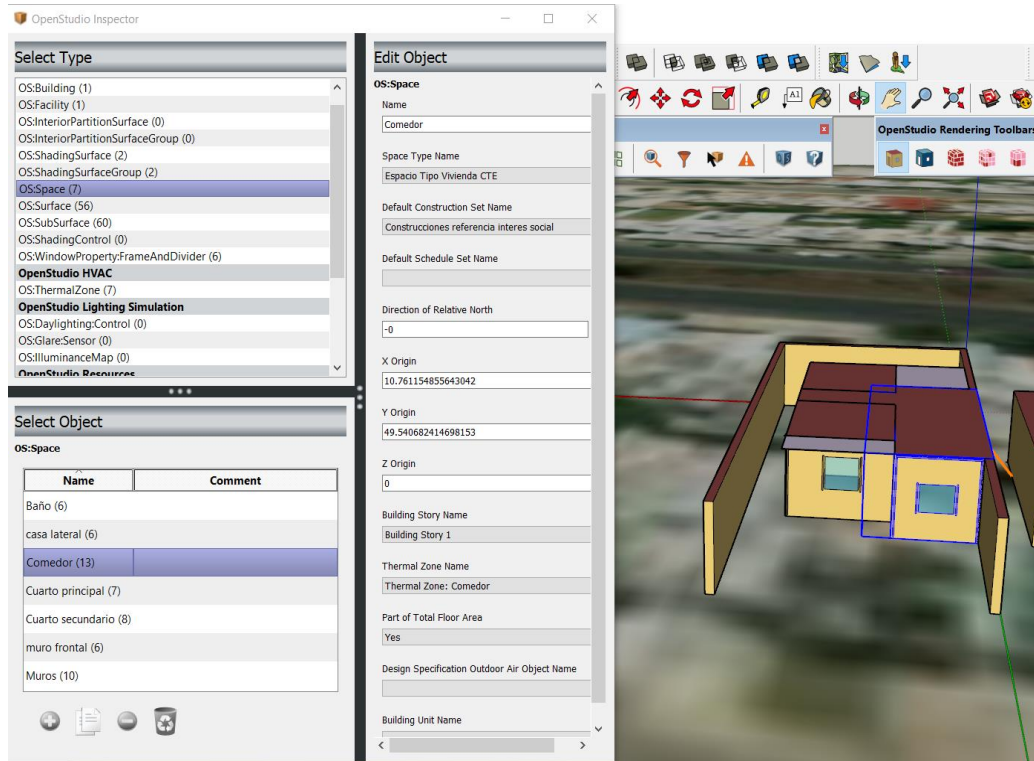 OpenStudio Inspector
Select Type
OS:Building (1)
OS:Facility (1)
OS:InteriorPartitionSurface (0)
OS:InteriorPartitionSurfaceGroup (0)
OS:ShadingSurface (2)
OS:ShadingSurfaceGroup (2)
OS:Space (7)
OS:Surface (56)
OS:SubSurface (60)
OS:ShadingControl (0)
OS:WindowProperty:FrameAndDivider (6)
OpenStudio HVAC
OS:ThermalZone (7)
OpenStudio Lighting Simulation
OS:Daylighting:Control (0)
OS:Glare:Sensor (0)
OS:IlluminanceMap (0)
OpenStudio Resources
Select Object
OS:Space
Name Comment
Baño (6)
casa lateral (6)
Comedor (13)
Cuarto principal (7)
Cuarto secundario (8)
muro frontal (6)
Muros (10)
Edit Object
OS:Space
Name
Comedor
Space Type Name
Espacio Tipo Vivienda CTE
Default Construction Set Name
Construcciones referencia interes social
Default Schedule Set Name
Direction of Relative North
-0
X Origin
10.761154855643042
Y Origin
49.540682414698153
Z Origin
0
Building Story Name
Building Story 1
Thermal Zone Name
Thermal Zone: Comedor
Part of Total Floor Area
Yes
Design Specification Outdoor Air Object Name
Building Unit Name
A1
OpenStudio Rendering Toolbars